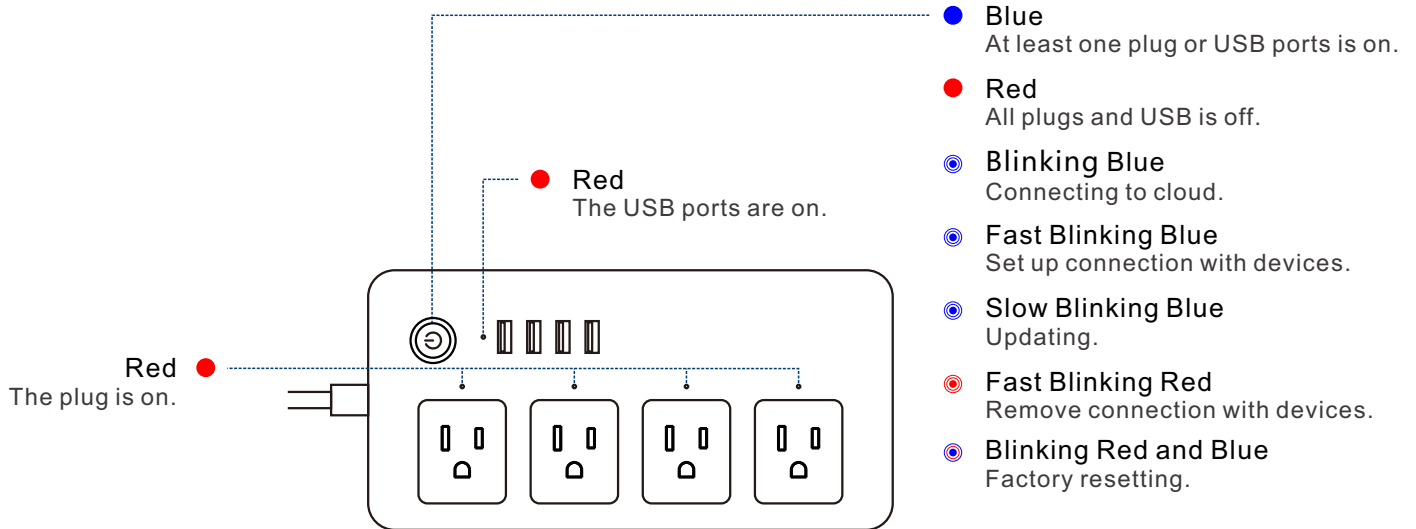 Blue
At least one plug or USB ports is on.
Red
All plugs and USB is off.
Blinking Blue
Connecting to cloud.
Fast Blinking Blue
Set up connection with devices.
Slow Blinking Blue
Updating.
Fast Blinking Red
Remove connection with devices.
Blinking Red and Blue
Factory resetting.
Red
The USB ports are on.
Red
The plug is on.